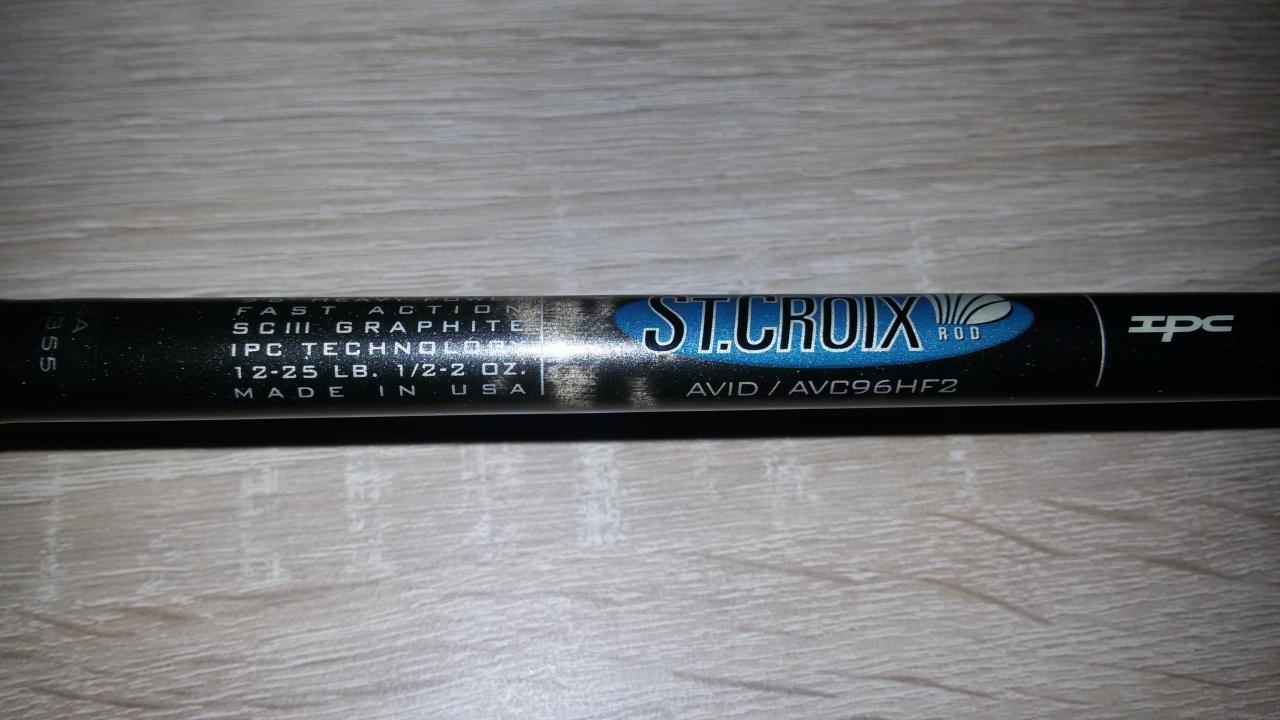 FAST ACTION
SCIII GRAPHITE
IPC TECHNOLOGY
12-25 LB. 1/2-2 OZ.
MADE IN USA
ST.CROIX
ROD
AVID / AVC96HF2
IPC